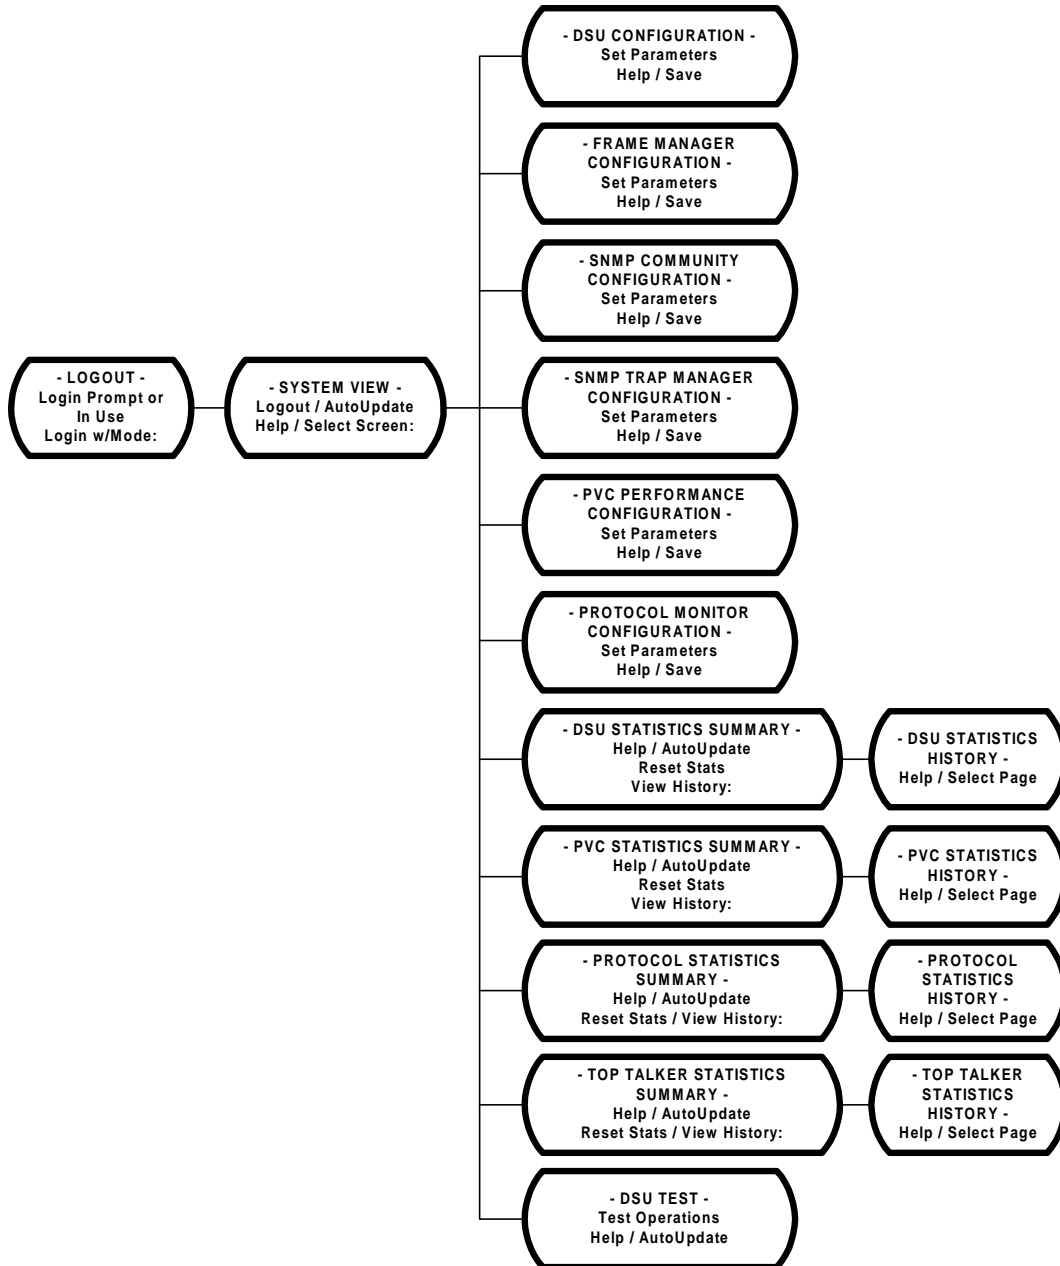 - LOGOUT -
Login Prompt or
In Use
Login w/Mode:
- SYSTEM VIEW -
Logout / AutoUpdate
Help / Select Screen:
- DSU CONFIGURATION -
Set Parameters
Help / Save
- FRAME MANAGER
CONFIGURATION -
Set Parameters
Help / Save
- SNMP COMMUNITY
CONFIGURATION -
Set Parameters
Help / Save
- SNMP TRAP MANAGER
CONFIGURATION -
Set Parameters
Help / Save
- PVC PERFORMANCE
CONFIGURATION -
Set Parameters
Help / Save
- PROTOCOL MONITOR
CONFIGURATION -
Set Parameters
Help / Save
- DSU STATISTICS SUMMARY -
Help / AutoUpdate
Reset Stats
View History:
- DSU STATISTICS
HISTORY -
Help / Select Page
- PVC STATISTICS SUMMARY -
Help / AutoUpdate
Reset Stats
View History:
- PVC STATISTICS
HISTORY -
Help / Select Page
- PROTOCOL STATISTICS
SUMMARY -
Help / AutoUpdate
Reset Stats / View History:
- PROTOCOL
STATISTICS
HISTORY -
Help / Select Page
- TOP TALKER STATISTICS
SUMMARY -
Help / AutoUpdate
Reset Stats / View History:
- TOP TALKER
STATISTICS
HISTORY -
Help / Select Page
- DSU TEST -
Test Operations
Help / AutoUpdate